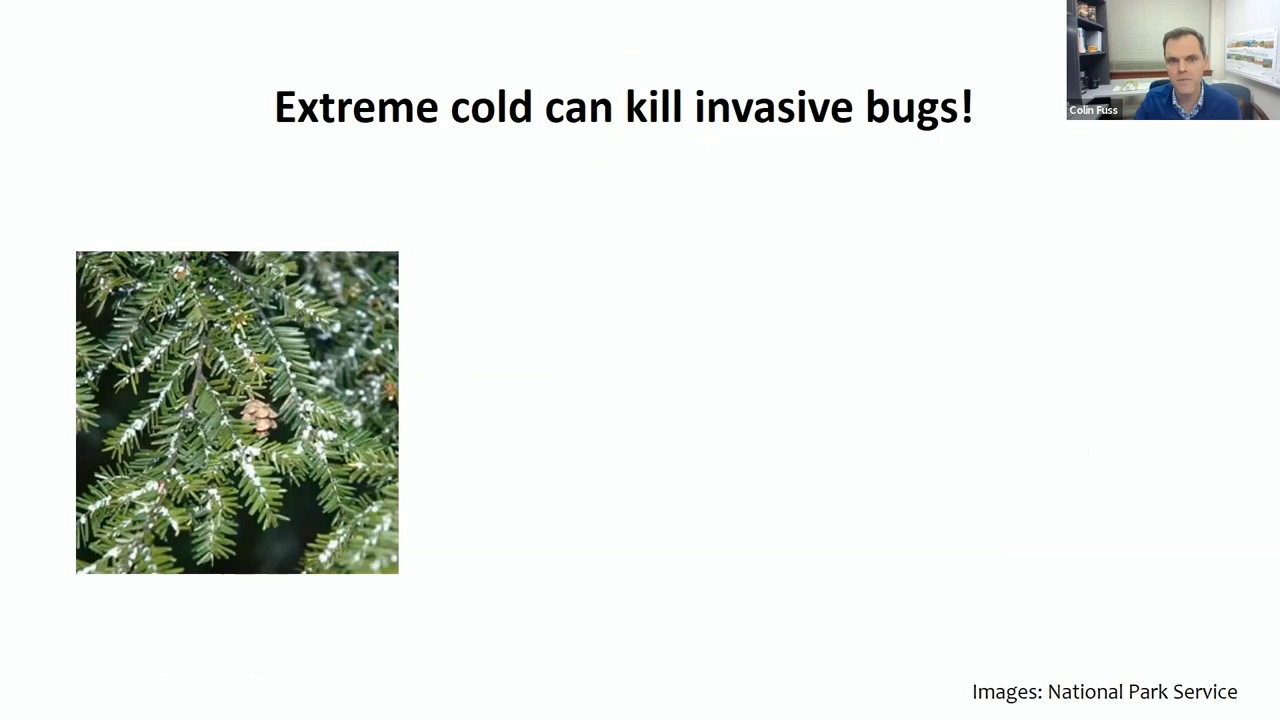 Extreme cold can kill invasive bugs!
Colin Fuss
Images: National Park Service